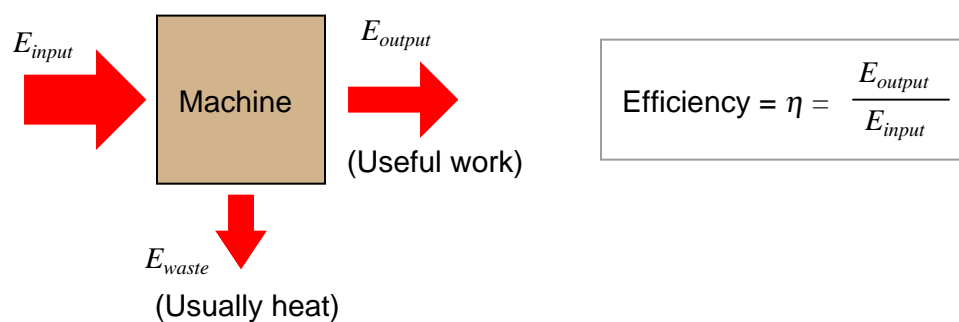 E_input
Machine
E_output
(Useful work)
E_waste
(Usually heat)
Efficiency = η = E_output / E_input